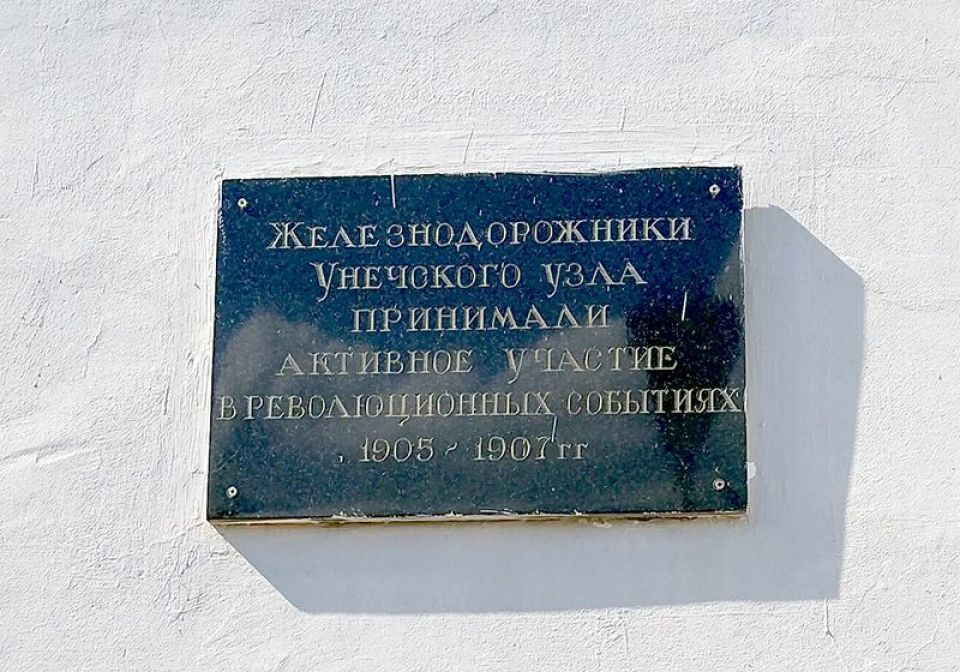 ЖЕЛЕЗНОДОРОЖНИКИ
УНЕЧСКОГО УЗЛА
ПРИНИМАЛИ
АКТИВНОЕ УЧАСТИЕ
В РЕВОЛЮЦИОННЫХ СОБЫТИЯХ
1905 - 1907 гг